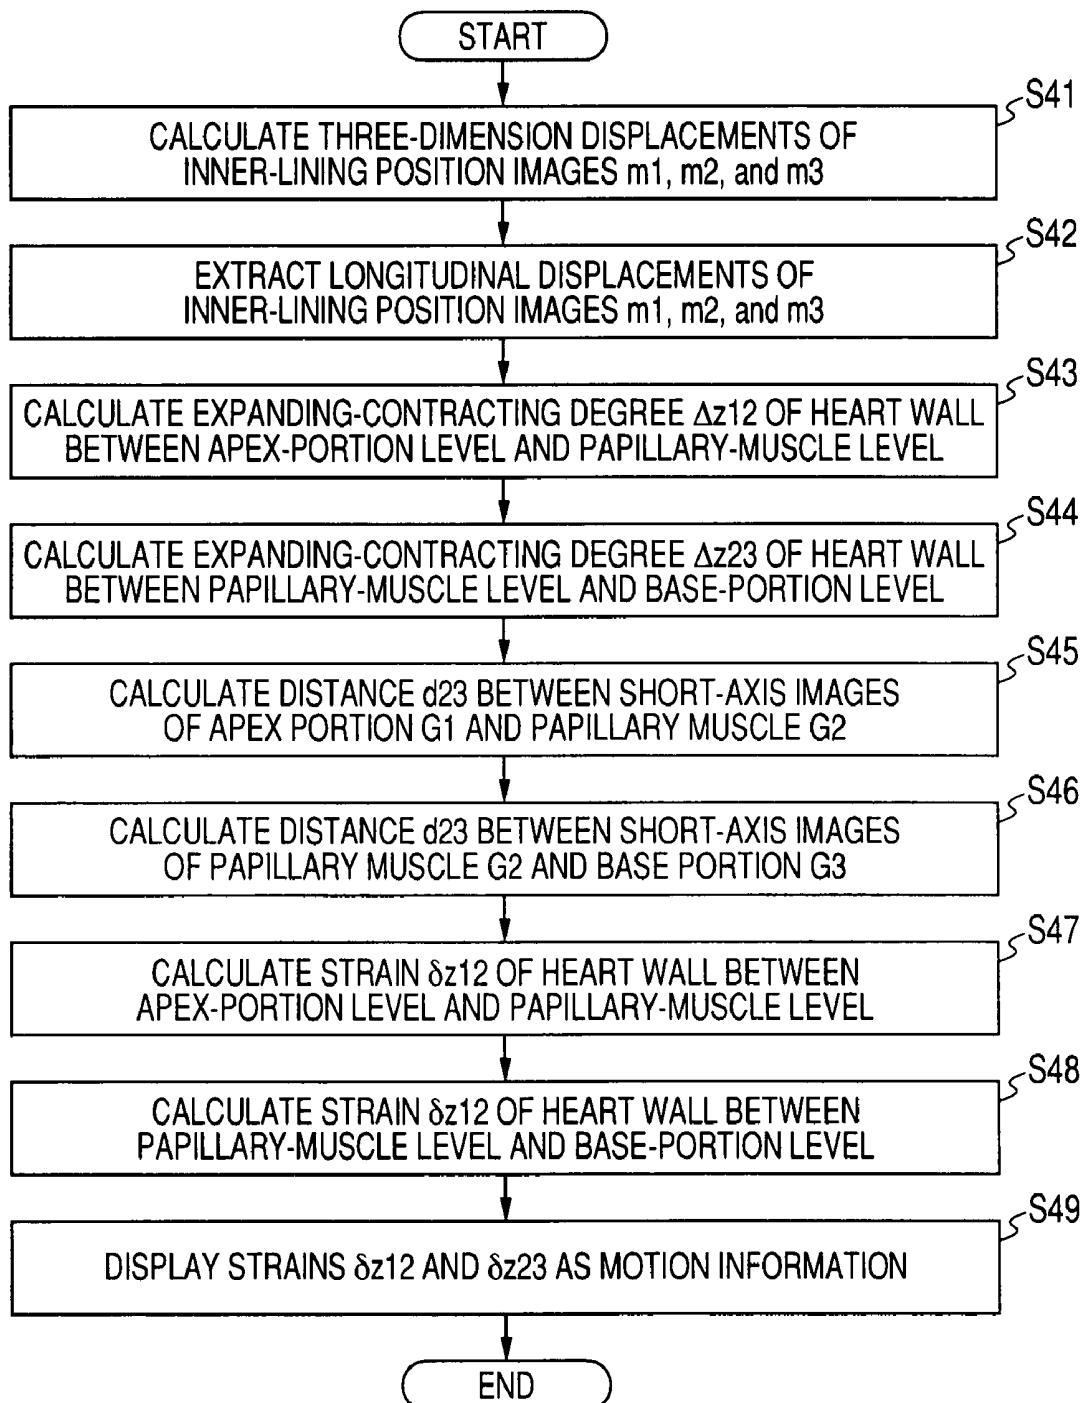 START
S41
CALCULATE THREE-DIMENSION DISPLACEMENTS OF
INNER-LINING POSITION IMAGES m1, m2, and m3
S42
EXTRACT LONGITUDINAL DISPLACEMENTS OF
INNER-LINING POSITION IMAGES m1, m2, and m3
S43
CALCULATE EXPANDING-CONTRACTING DEGREE Δz12 OF HEART WALL
BETWEEN APEX-PORTION LEVEL AND PAPILLARY-MUSCLE LEVEL
S44
CALCULATE EXPANDING-CONTRACTING DEGREE Δz23 OF HEART WALL
BETWEEN PAPILLARY-MUSCLE LEVEL AND BASE-PORTION LEVEL
S45
CALCULATE DISTANCE d23 BETWEEN SHORT-AXIS IMAGES
OF APEX PORTION G1 AND PAPILLARY MUSCLE G2
S46
CALCULATE DISTANCE d23 BETWEEN SHORT-AXIS IMAGES
OF PAPILLARY MUSCLE G2 AND BASE PORTION G3
S47
CALCULATE STRAIN δz12 OF HEART WALL BETWEEN
APEX-PORTION LEVEL AND PAPILLARY-MUSCLE LEVEL
S48
CALCULATE STRAIN δz12 OF HEART WALL BETWEEN
PAPILLARY-MUSCLE LEVEL AND BASE-PORTION LEVEL
S49
DISPLAY STRAINS δz12 AND δz23 AS MOTION INFORMATION
END